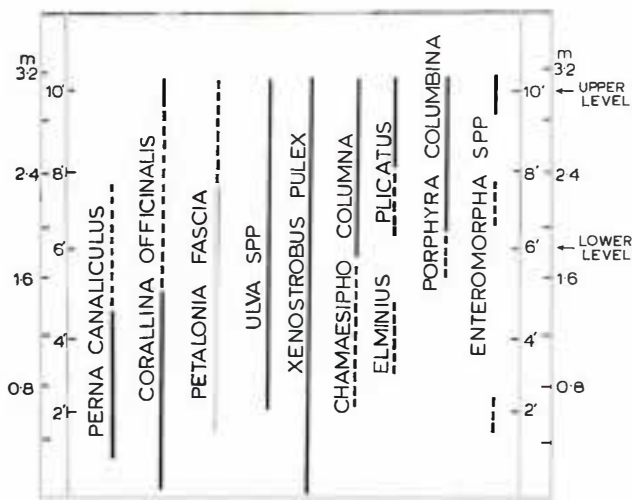 m
3·2
10'
2·4
8'
6'
1·6
4'
0·8
2'
PERNA CANALICULUS
CORALLINA OFFICINALIS
PETALONIA FASCIA
ULVA SPP
XENOSTROBUS PULEX
CHAMAESIPHO COLUMNA
ELMINIUS PLICATUS
PORPHYRA COLUMBINA
ENTEROMORPHA SPP
m
3·2
10'
UPPER
LEVEL
8'
2·4
6'
LOWER
LEVEL
1·6
4'
0·8
2'